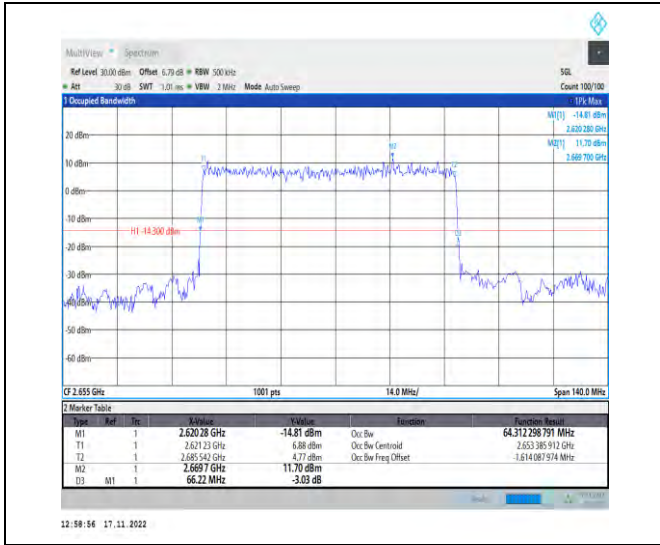 MultiView Spectrum
Ref Level 30.00 dBm Offset 6.79 dB RBW 500 kHz SGL
Att 30 dB SWT 1.01 ms VBW 2 MHz Mode Auto Sweep Count 100/100
1 Occupied Bandwidth 1Pk Max
M1[1] -14.81 dBm
2.620 280 GHz
M2[1] 11.70 dBm
2.669 700 GHz
20 dBm
M2
10 dBm
T1 T2
0 dBm
-10 dBm
M1
H1 -14.300 dBm
D3
-20 dBm
-30 dBm
-40 dBm
-50 dBm
-60 dBm
CF 2.655 GHz 1001 pts 14.0 MHz/ Span 140.0 MHz
2 Marker Table
Type Ref Trc X-Value Y-Value Function Function Result
M1 1 2.62028 GHz -14.81 dBm Occ Bw 64.312 298 791 MHz
T1 1 2.62123 GHz 6.88 dBm Occ Bw Centroid 2.653 385 912 GHz
T2 1 2.685 542 GHz 4.77 dBm Occ Bw Freq Offset -1.614 087 974 MHz
M2 1 2.6697 GHz 11.70 dBm
D3 M1 1 66.22 MHz -3.03 dB
12:58:56 17.11.2022